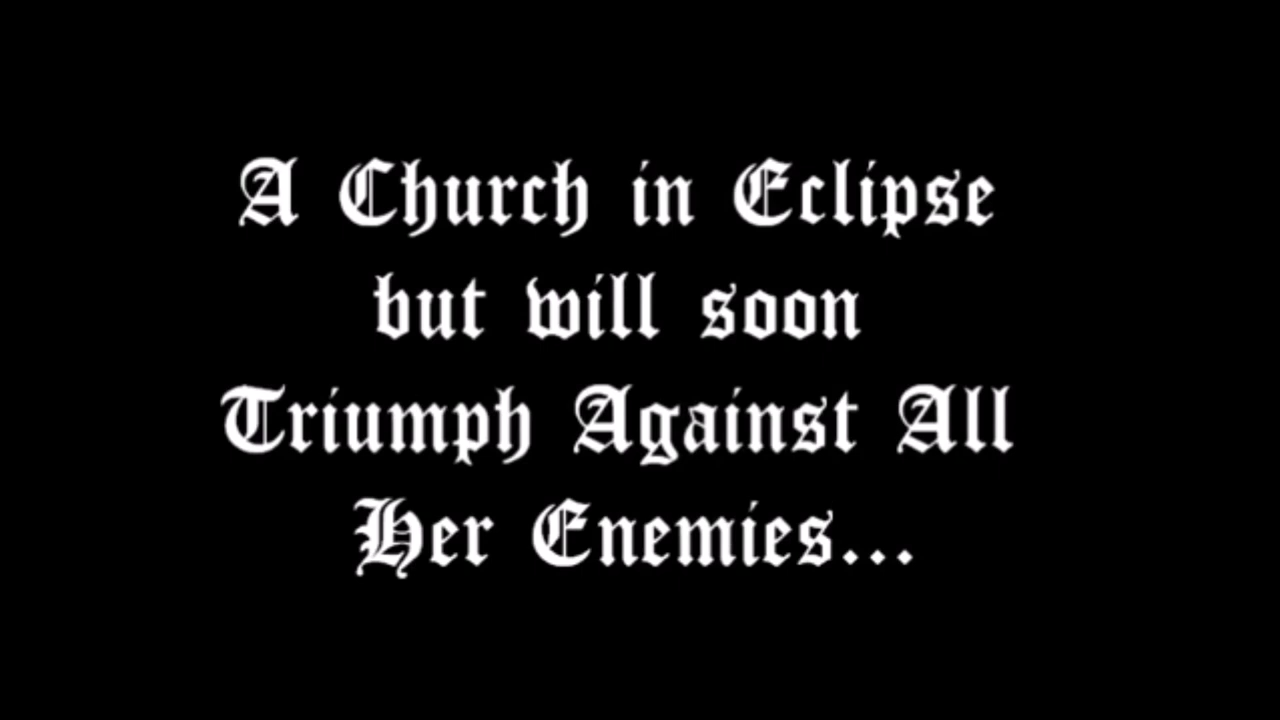 A Church in Eclipse
but will soon
Triumph Against All
Her Enemies...